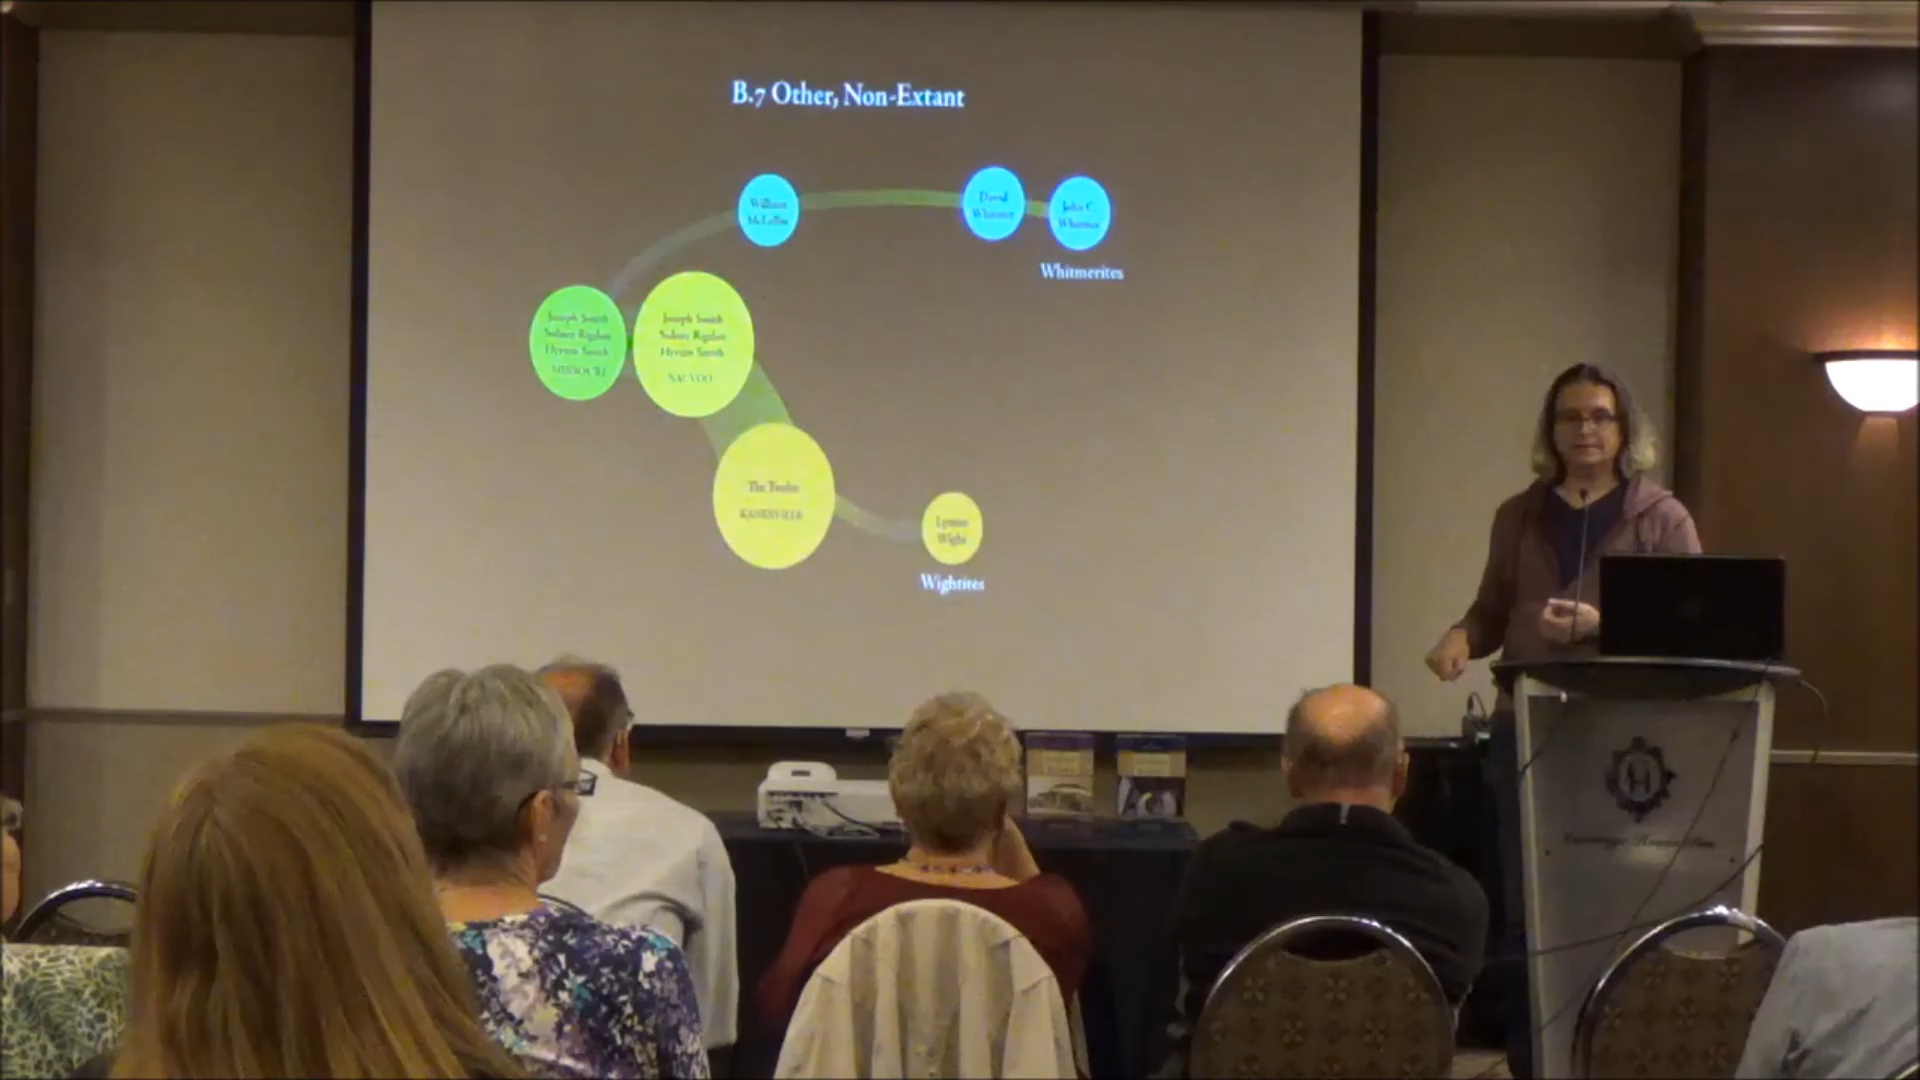 B.7 Other, Non-Extant
William
McLellin
David
Whitmer
John C.
Whitmer
Whitmerites
Joseph Smith
Sidney Rigdon
Hyrum Smith
MISSOURI
Joseph Smith
Sidney Rigdon
Hyrum Smith
NAUVOO
The Twelve
KANESVILLE
Lyman
Wight
Wightites
H